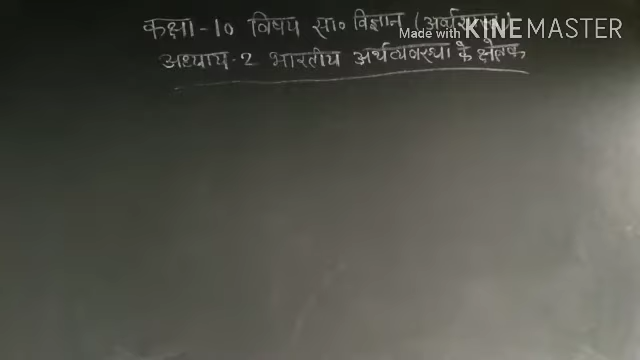 कक्षा-10 विषय सा० विज्ञान (
Made with KINEMASTER
अध्याय-2 भारतीय अर्थव्यवस्था के क्षेत्रक